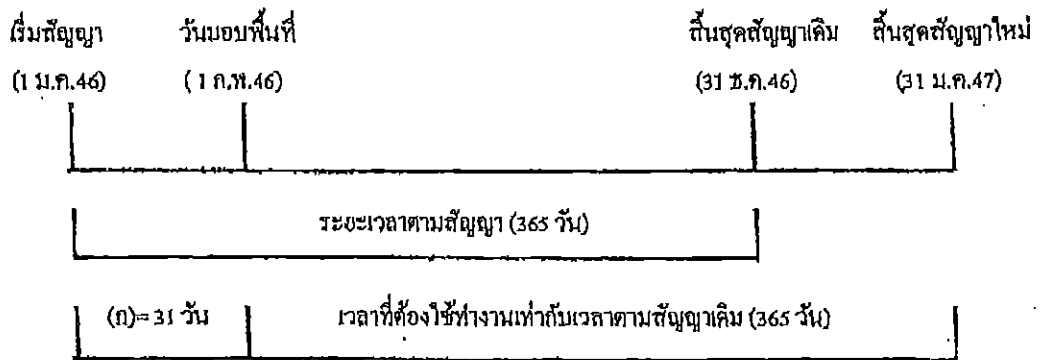 เริ่มสัญญา วันมอบพื้นที่ สิ้นสุดสัญญาเดิม สิ้นสุดสัญญาใหม่
(1 ม.ค.46) (1 ก.พ.46) (31 ธ.ค.46) (31 ม.ค.47)
ระยะเวลาตามสัญญา (365 วัน)
(ก)= 31 วัน เวลาที่ต้องใช้ทำงานเท่ากับเวลาตามสัญญาเดิม (365 วัน)